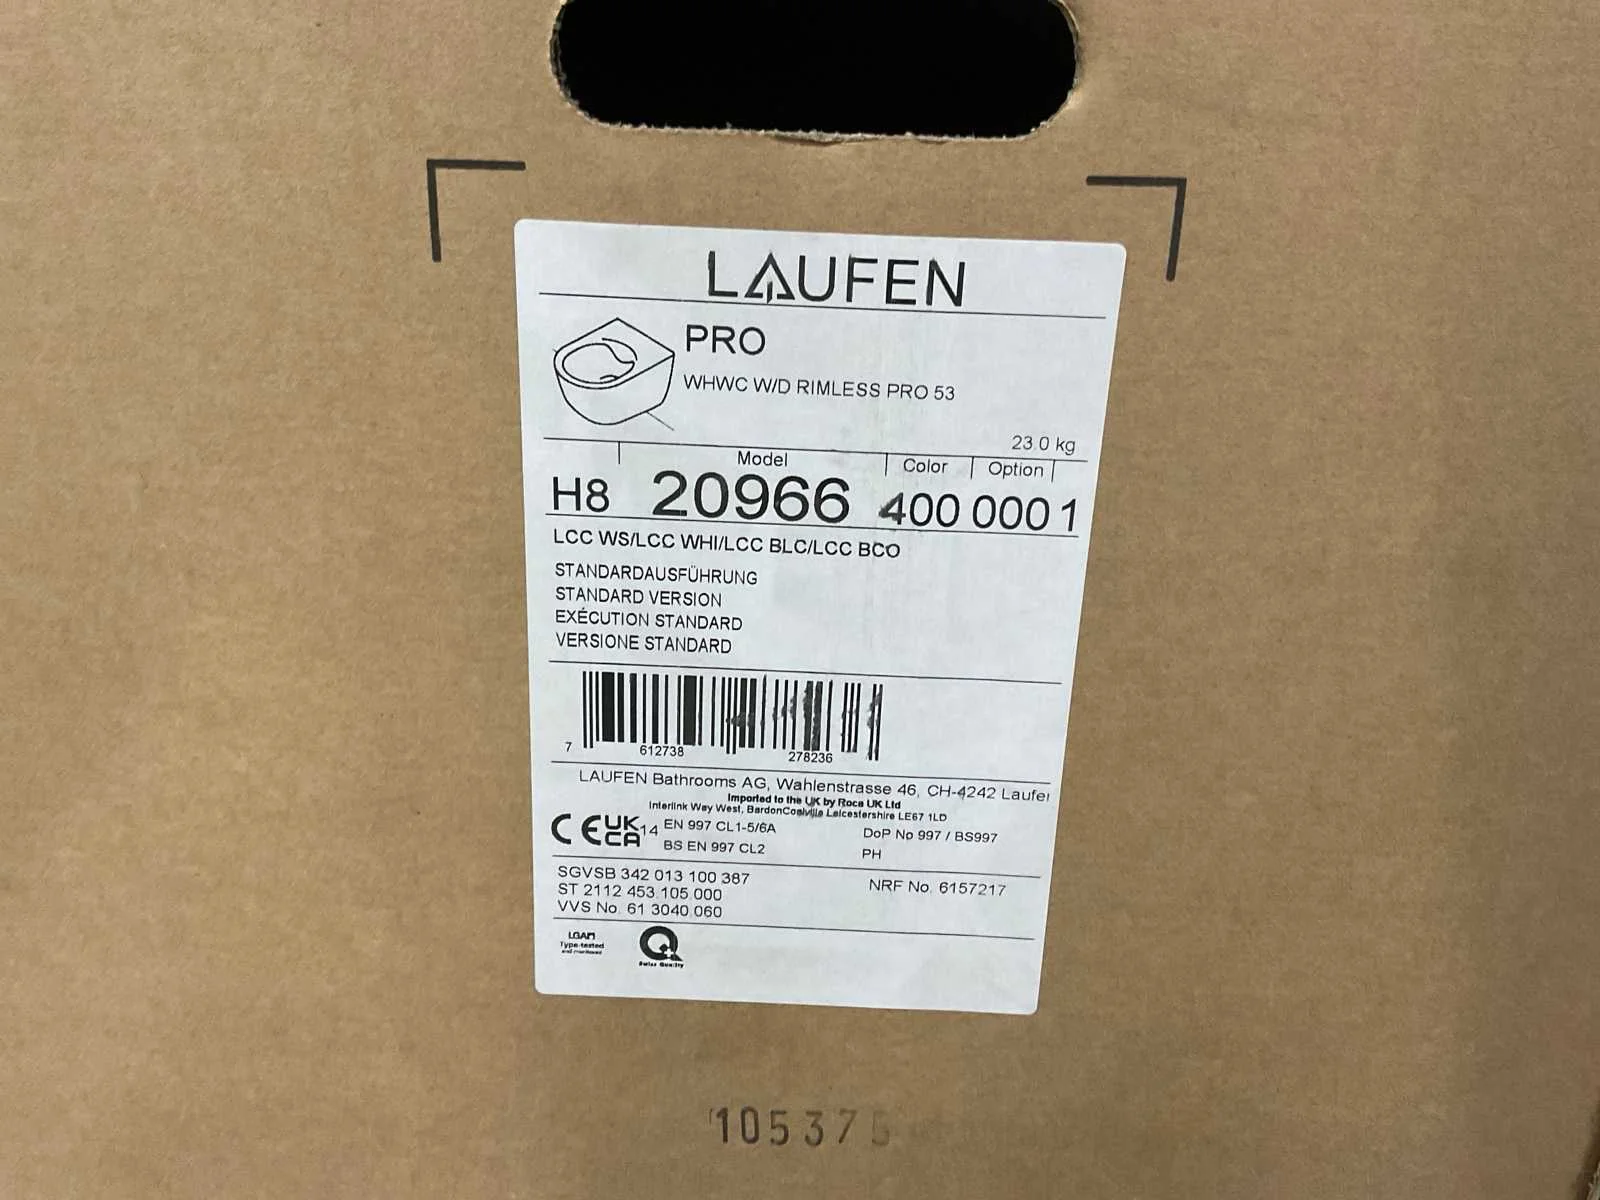 LAUFEN
PRO
WHWC W/D RIMLESS PRO 53
23.0 kg
Model Color Option
H8 20966 400 000 1
LCC WS/LCC WHI/LCC BLC/LCC BCO
STANDARDAUSFÜHRUNG
STANDARD VERSION
EXÉCUTION STANDARD
VERSIONE STANDARD
7 612738 278236
LAUFEN Bathrooms AG, Wahlenstrasse 46, CH-4242 Laufen
Imported to the UK by Roca UK Ltd
Interlink Way West, BardonCoalville Leicestershire LE67 1LD
CE UK CA 14 EN 997 CL1-5/6A DoP No 997 / BS997
BS EN 997 CL2 PH
SGVSB 342 013 100 387 NRF No. 6157217
ST 2112 453.105.000
VVS No. 61 3040.060
LGA
Type-tested
and monitored
Swiss Quality
105375